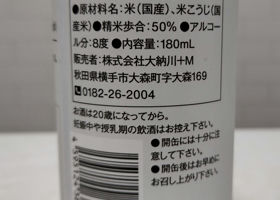 ●原材料名：米（国産）、米こうじ（国
産米）●精米歩合：50％ ●アルコー
ル分：8度 ●内容量：180mL
販売者：株式会社大納川+M
秋田県横手市大森町字大森169
0182-26-2004
お酒は20歳になってから。
妊娠中や授乳期の飲酒はお控え下さい。
●開缶には十分に注
意して下さい。
●開缶後はお早めに
お召し上がり下さい。